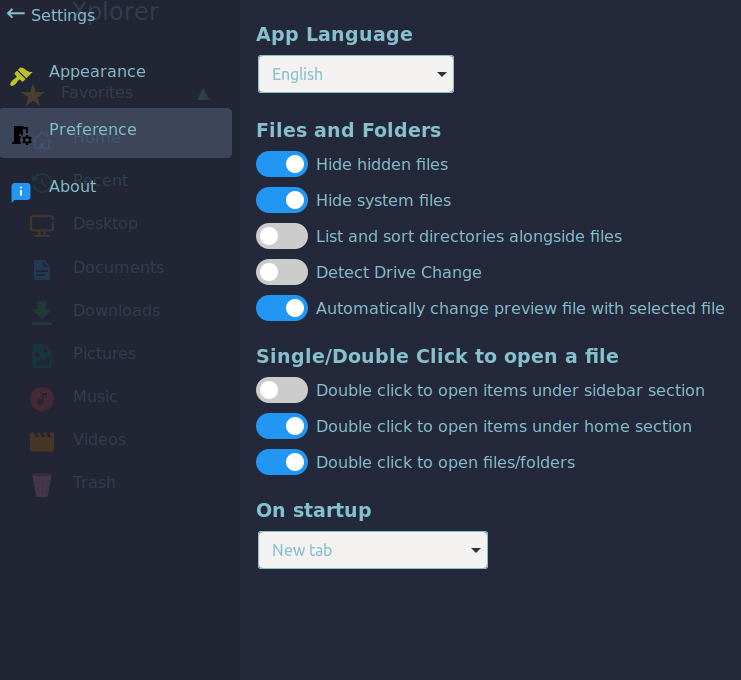 Xplorer
← Settings
Appearance
Favorites
Preference
Home
Recent
About
Desktop
Documents
Downloads
Pictures
Music
Videos
Trash
App Language
English
Files and Folders
Hide hidden files
Hide system files
List and sort directories alongside files
Detect Drive Change
Automatically change preview file with selected file
Single/Double Click to open a file
Double click to open items under sidebar section
Double click to open items under home section
Double click to open files/folders
On startup
New tab